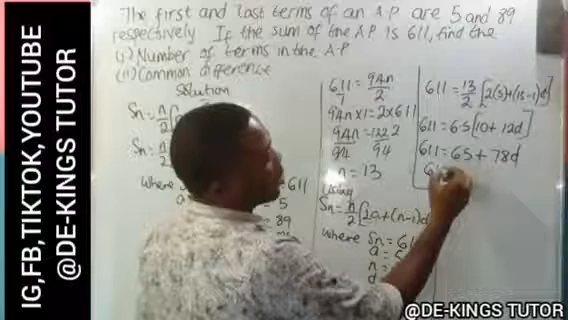 The first and last terms of an A.P are 5 and 89
respectively. If the sum of the A.P is 611, find the
(i) Number of terms in the A.P
(ii) Common difference
Solution
Sn = n/2 [
Sn = n/2
Where
= 611
= 5
= 89
611/1 = 94n/2
94n × 1 = 2 × 611
94n/94 = 1222/94
n = 13
Using
Sn = n/2 [2a + (n-1)d
Where Sn = 61
a = 5
n =
d
611 = 13/2 [2(5) + (13-1)d]
611 = 6.5[10 + 12d]
611 = 65 + 78d
6
IG,FB,TIKTOK,YOUTUBE
@DE-KINGS TUTOR
@DE-KINGS TUTOR